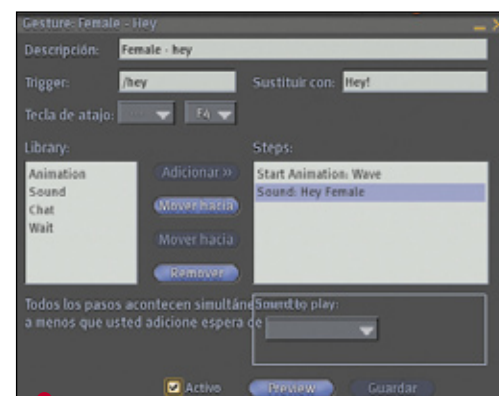 Gesture: Female - Hey
Descripción: Female - hey
Trigger: /hey Sustituir con: Hey!
Tecla de atajo: --- F4
Library: Steps:
Animation
Sound
Chat
Wait
Adicionar »
Mover hacia
Mover hacia
Remover
Start Animation: Wave
Sound: Hey Female
Todos los pasos acontecen simultáne
a menos que usted adicione espera de
Sound to play:
Activo Preview Guardar